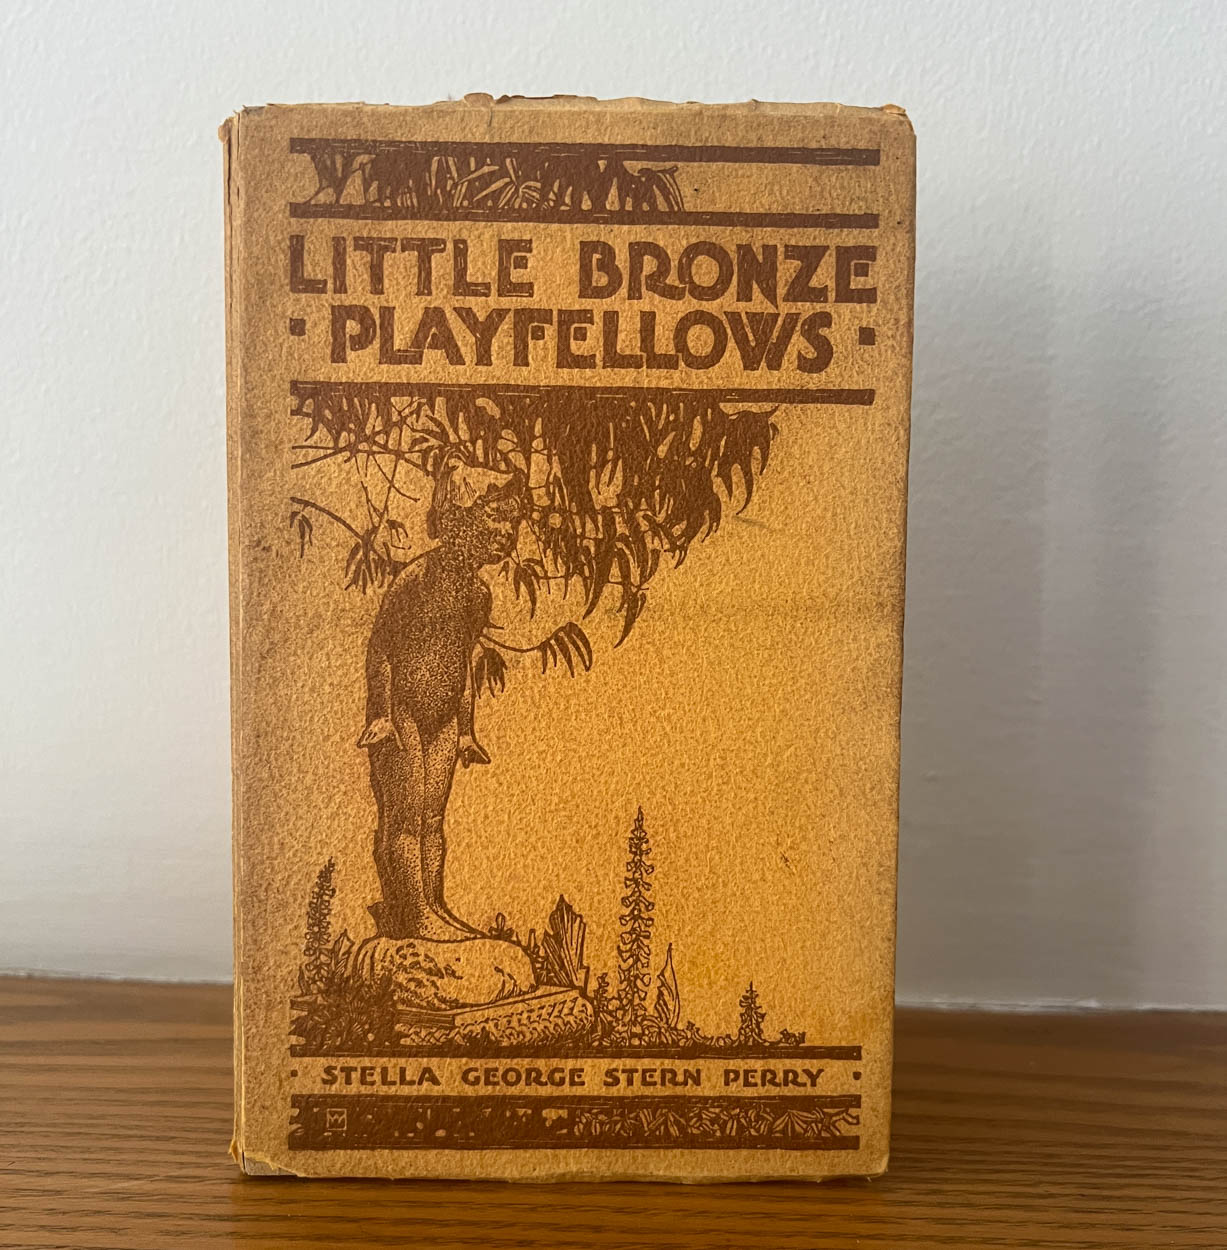 LITTLE BRONZE
· PLAYFELLOWS ·
· STELLA GEORGE STERN PERRY ·